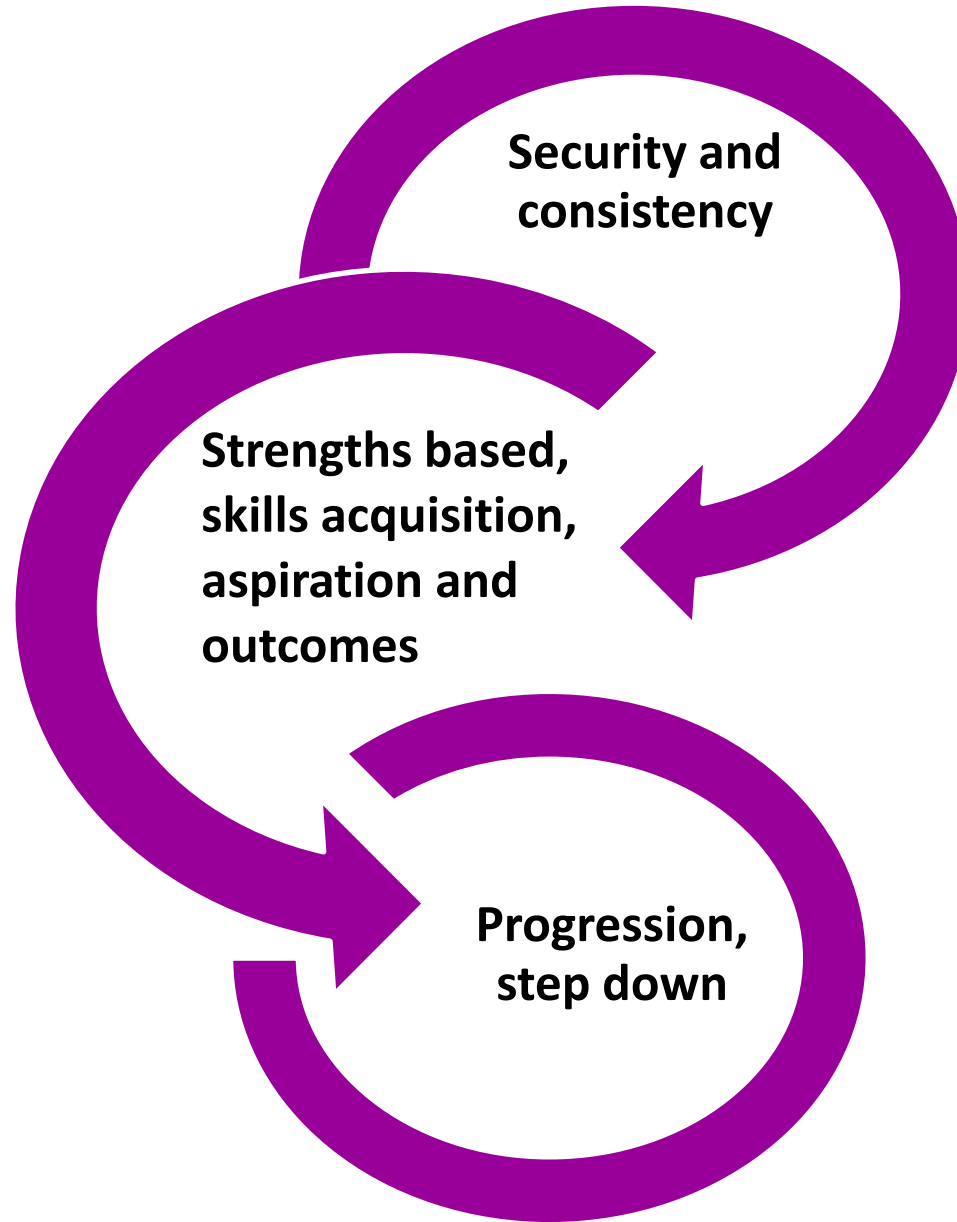 Security and
consistency
Strengths based,
skills acquisition,
aspiration and
outcomes
Progression,
step down